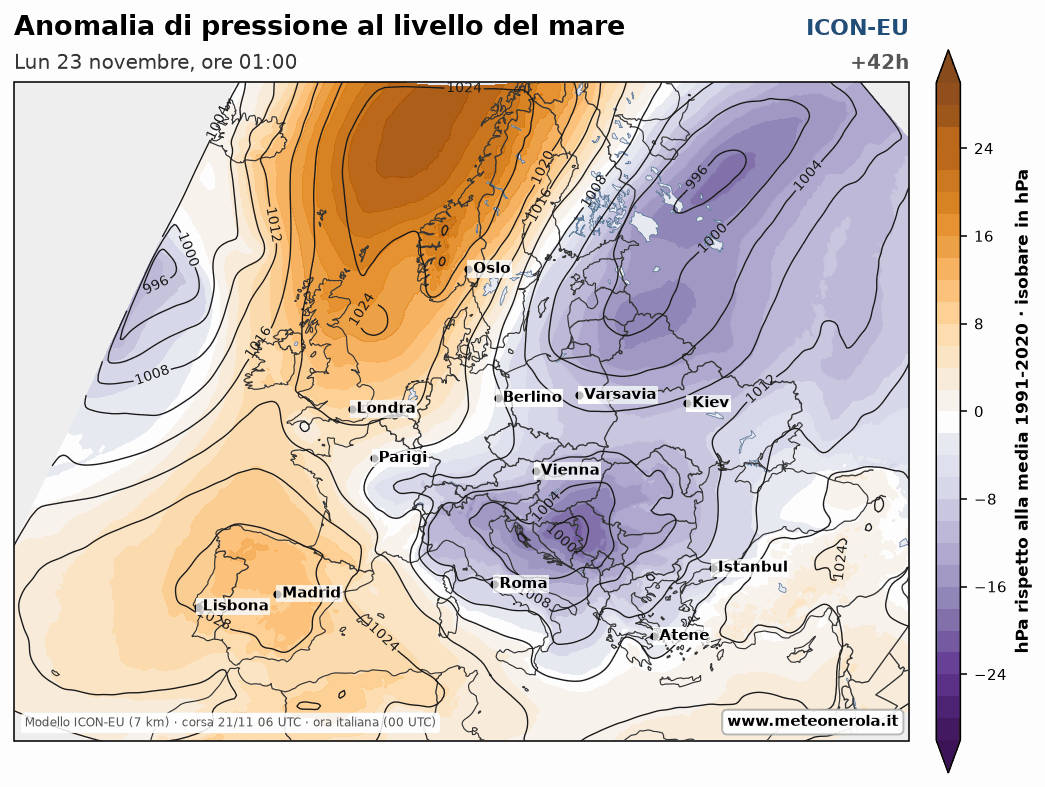 Anomalia di pressione al livello del mare
ICON-EU
Lun 23 novembre, ore 01:00
+42h
1024
1004
1020
1016
1012
1008
996
1004
1000
1000
996
1024
1016
1008
1012
Oslo
Londra
Berlino
Varsavia
Kiev
Parigi
Vienna
1004
1000
Roma
1008
Istanbul
1024
Madrid
Lisbona
1028
1024
Atene
Modello ICON-EU (7 km) · corsa 21/11 06 UTC · ora italiana (00 UTC)
www.meteonerola.it
24
16
8
0
−8
−16
−24
hPa rispetto alla media 1991-2020 · isobare in hPa